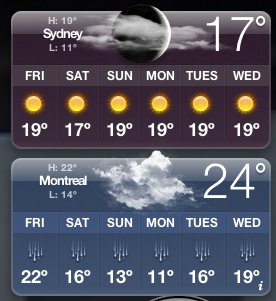 H: 19°
Sydney
L: 11°
17°
FRI SAT SUN MON TUES WED
19° 17° 19° 19° 19° 19°
H: 22°
Montreal
L: 14°
24°
FRI SAT SUN MON TUES WED
22° 16° 13° 11° 16° 19°
i